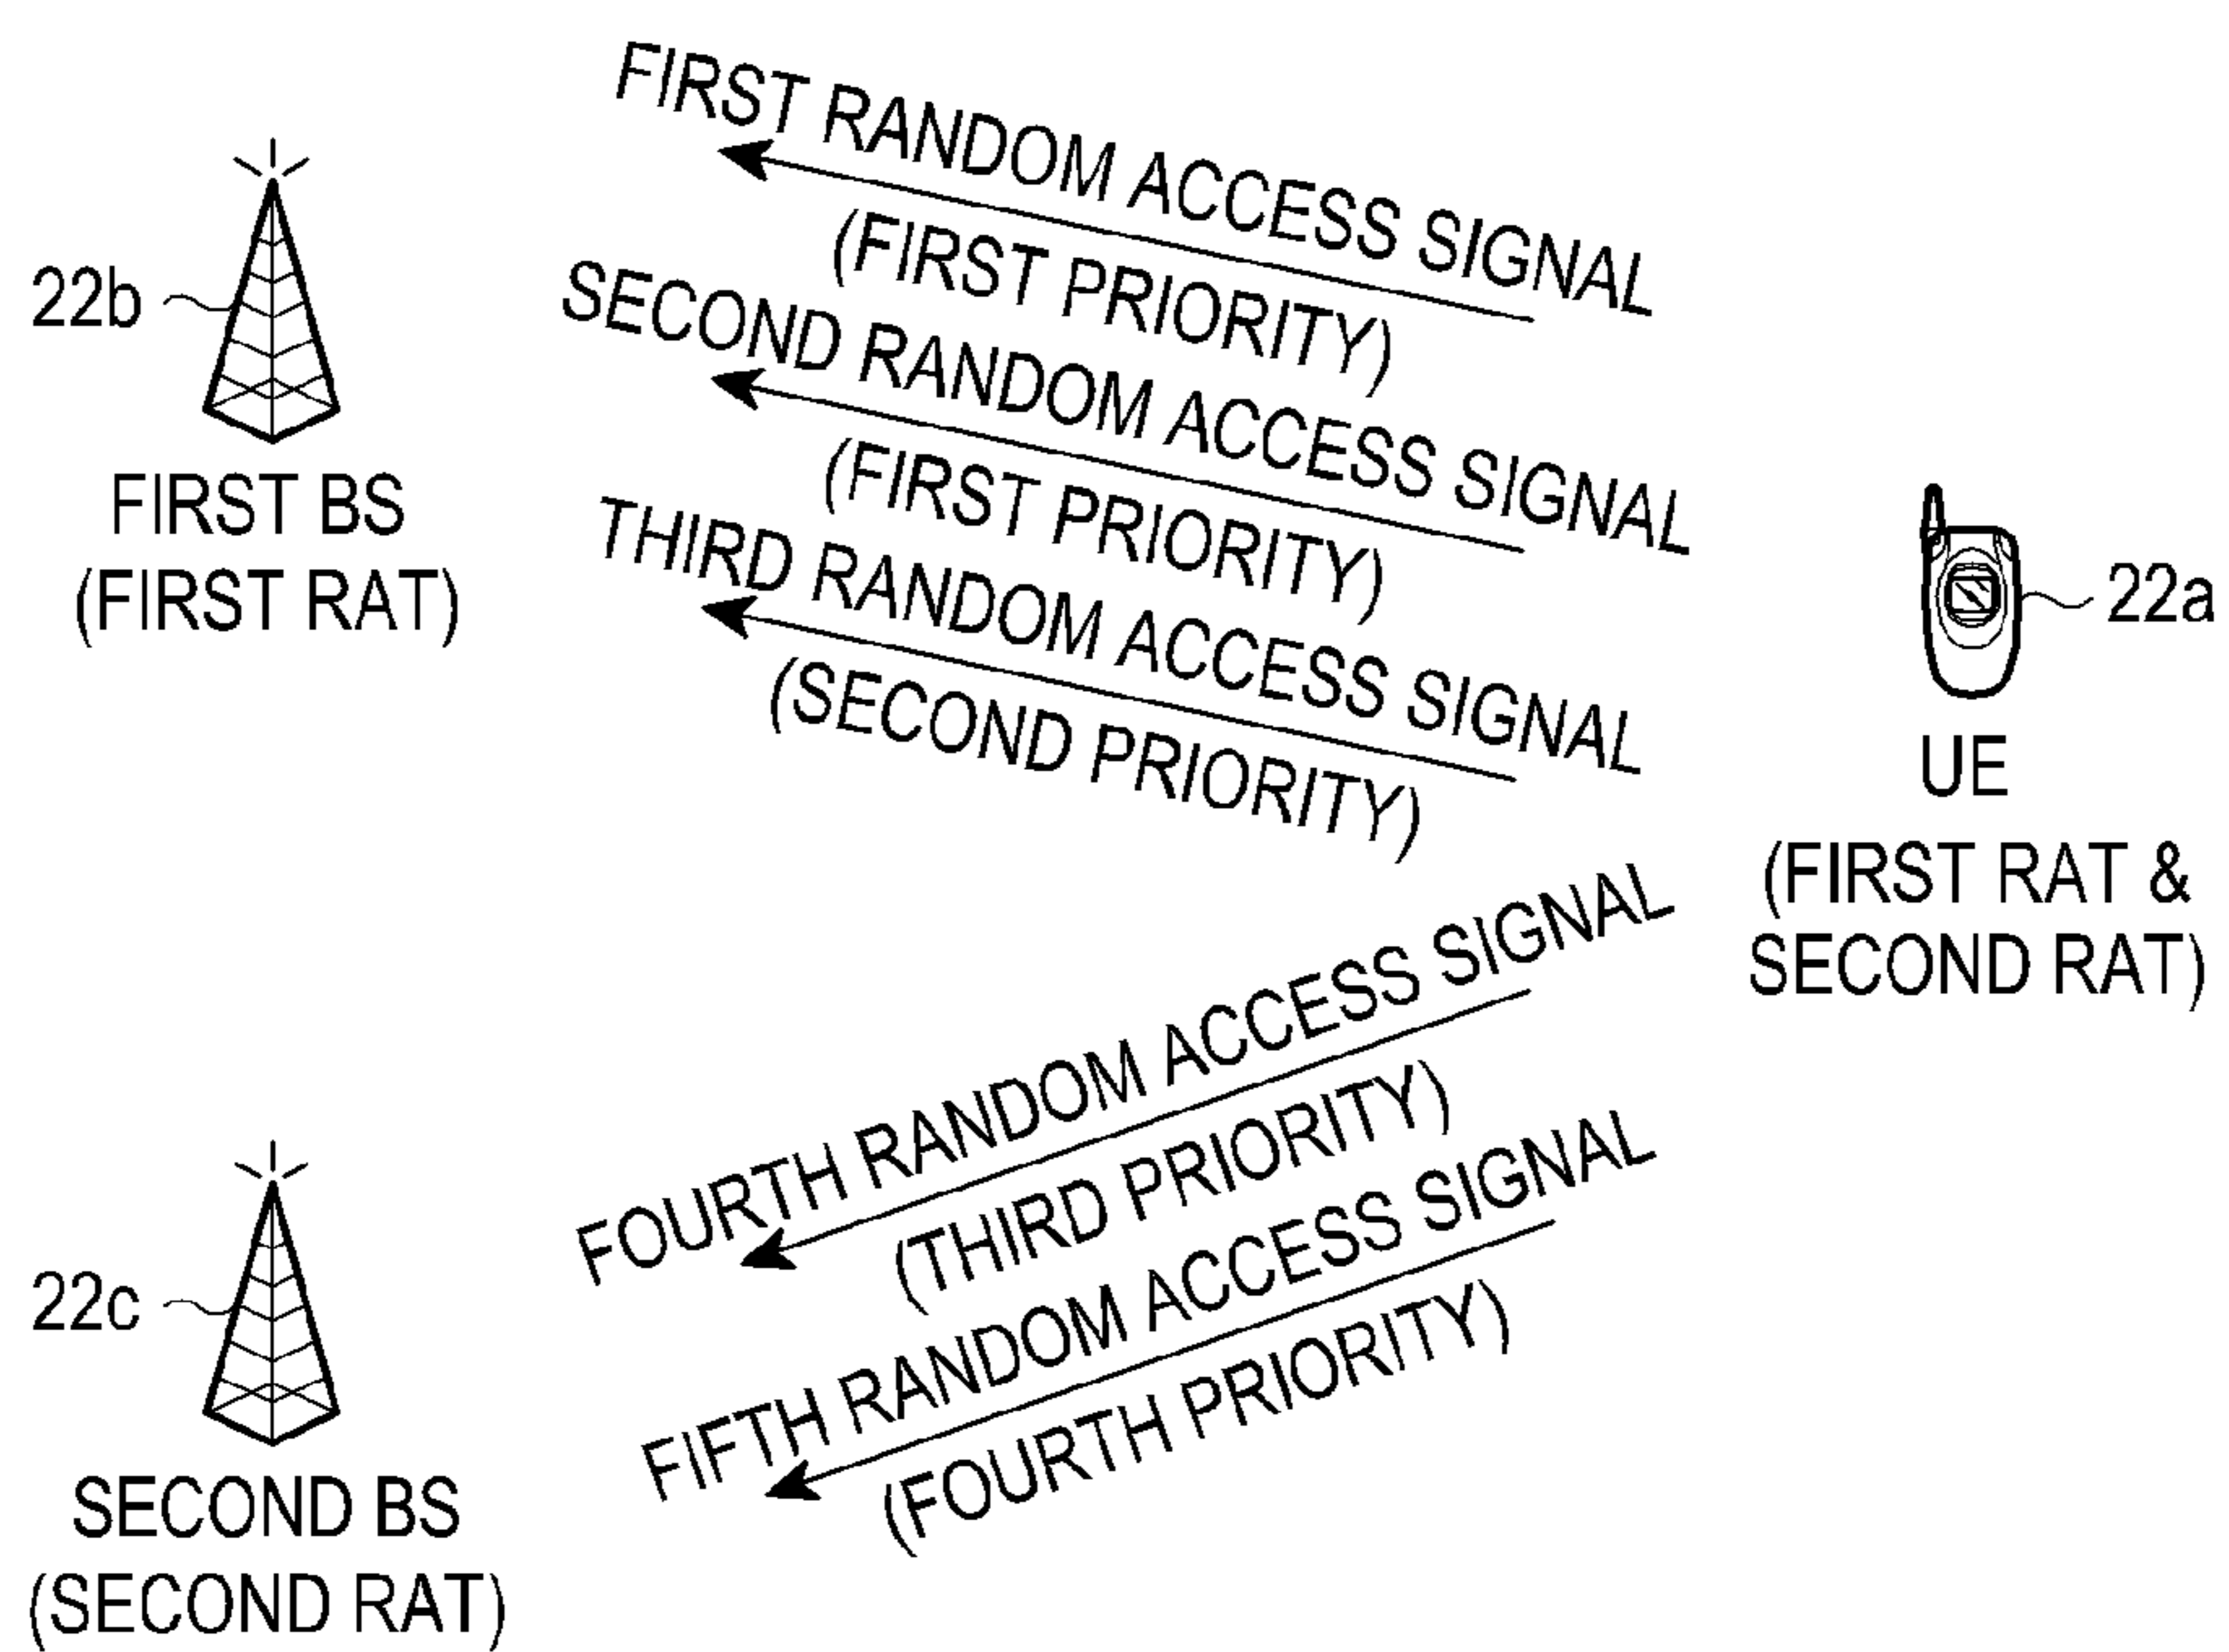 FIRST RANDOM ACCESS SIGNAL
(FIRST PRIORITY)
SECOND RANDOM ACCESS SIGNAL
(FIRST PRIORITY)
THIRD RANDOM ACCESS SIGNAL
(SECOND PRIORITY)
22b
FIRST BS
(FIRST RAT)
22a
UE
(FIRST RAT &
SECOND RAT)
FOURTH RANDOM ACCESS SIGNAL
(THIRD PRIORITY)
FIFTH RANDOM ACCESS SIGNAL
(FOURTH PRIORITY)
22c
SECOND BS
(SECOND RAT)